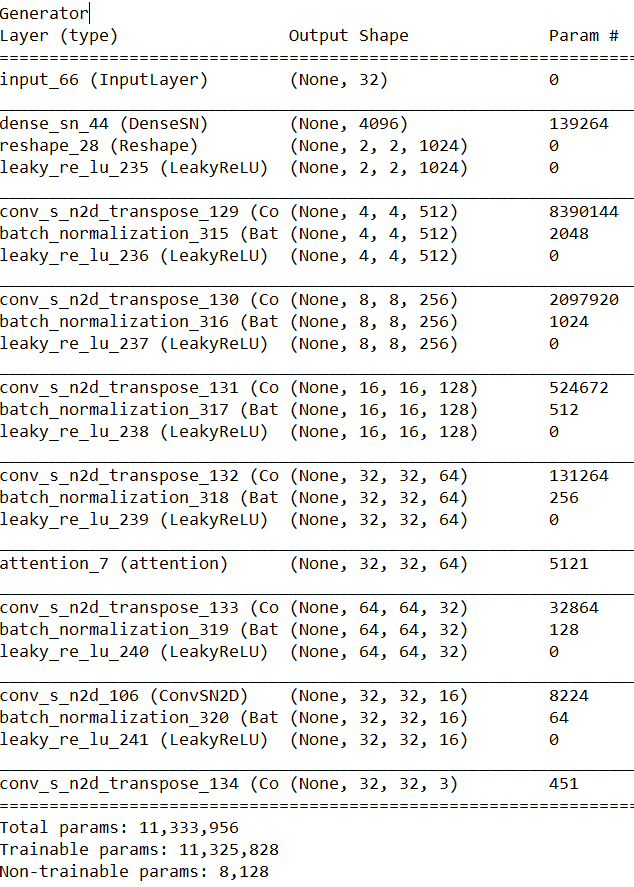 Generator
Layer (type) Output Shape Param #
=================================================================
input_66 (InputLayer) (None, 32) 0
_________________________________________________________________
dense_sn_44 (DenseSN) (None, 4096) 139264
reshape_28 (Reshape) (None, 2, 2, 1024) 0
leaky_re_lu_235 (LeakyReLU) (None, 2, 2, 1024) 0
_________________________________________________________________
conv_s_n2d_transpose_129 (Co (None, 4, 4, 512) 8390144
batch_normalization_315 (Bat (None, 4, 4, 512) 2048
leaky_re_lu_236 (LeakyReLU) (None, 4, 4, 512) 0
_________________________________________________________________
conv_s_n2d_transpose_130 (Co (None, 8, 8, 256) 2097920
batch_normalization_316 (Bat (None, 8, 8, 256) 1024
leaky_re_lu_237 (LeakyReLU) (None, 8, 8, 256) 0
_________________________________________________________________
conv_s_n2d_transpose_131 (Co (None, 16, 16, 128) 524672
batch_normalization_317 (Bat (None, 16, 16, 128) 512
leaky_re_lu_238 (LeakyReLU) (None, 16, 16, 128) 0
_________________________________________________________________
conv_s_n2d_transpose_132 (Co (None, 32, 32, 64) 131264
batch_normalization_318 (Bat (None, 32, 32, 64) 256
leaky_re_lu_239 (LeakyReLU) (None, 32, 32, 64) 0
_________________________________________________________________
attention_7 (attention) (None, 32, 32, 64) 5121
_________________________________________________________________
conv_s_n2d_transpose_133 (Co (None, 64, 64, 32) 32864
batch_normalization_319 (Bat (None, 64, 64, 32) 128
leaky_re_lu_240 (LeakyReLU) (None, 64, 64, 32) 0
_________________________________________________________________
conv_s_n2d_106 (ConvSN2D) (None, 32, 32, 16) 8224
batch_normalization_320 (Bat (None, 32, 32, 16) 64
leaky_re_lu_241 (LeakyReLU) (None, 32, 32, 16) 0
_________________________________________________________________
conv_s_n2d_transpose_134 (Co (None, 32, 32, 3) 451
=================================================================
Total params: 11,333,956
Trainable params: 11,325,828
Non-trainable params: 8,128